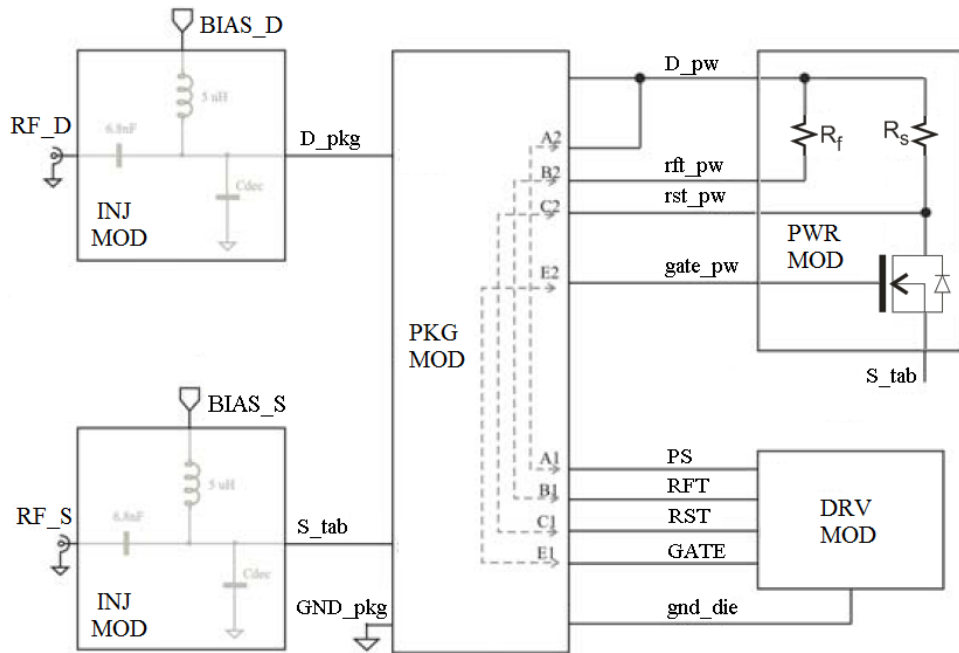 BIAS_D
5 uH
RF_D
6.8nF
D_pkg
Cdec
INJ
MOD
BIAS_S
5 uH
RF_S
6.8nF
S_tab
Cdec
INJ
MOD
GND_pkg
PKG
MOD
A2
B2
C2
E2
A1
B1
C1
E1
D_pw
rft_pw
rst_pw
gate_pw
Rf
Rs
PWR
MOD
S_tab
PS
RFT
RST
GATE
gnd_die
DRV
MOD